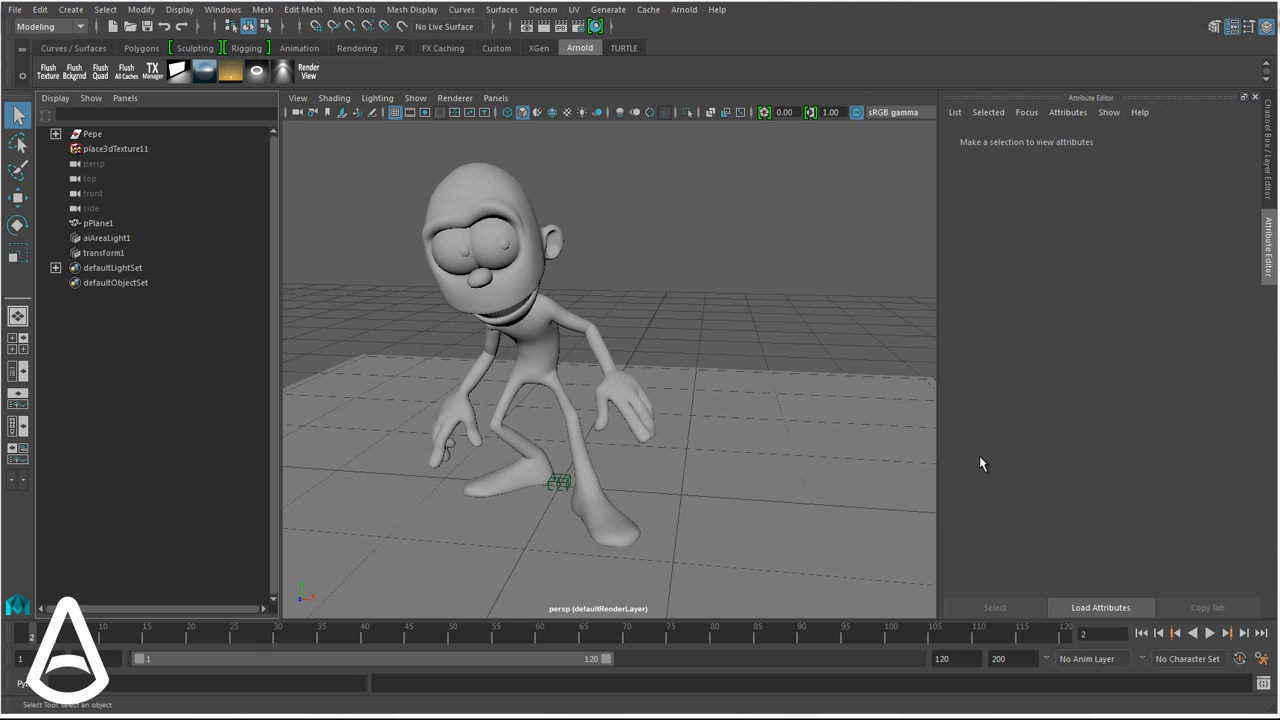 File Edit Create Select Modify Display Windows Mesh Edit Mesh Mesh Tools Mesh Display Curves Surfaces Deform UV Generate Cache Arnold Help
Modeling No Live Surface
Curves / Surfaces Polygons Sculpting Rigging Animation Rendering FX FX Caching Custom XGen Arnold TURTLE
Flush Texture Flush Bckgrnd Flush Quad Flush All Caches TX Manager Render View
Display Show Panels
View Shading Lighting Show Renderer Panels
0.00 1.00 sRGB gamma
Pepe
place3dTexture11
persp
top
front
side
pPlane1
aiAreaLight1
transform1
defaultLightSet
defaultObjectSet
persp (defaultRenderLayer)
Attribute Editor
List Selected Focus Attributes Show Help
Make a selection to view attributes
Select Load Attributes Copy Tab
Channel Box / Layer Editor
Attribute Editor
2 10 15 20 25 30 35 40 45 50 55 60 65 70 75 80 85 90 95 100 105 110 115 120 2
1 1 120 120 200 No Anim Layer No Character Set
Select Tool: select an object